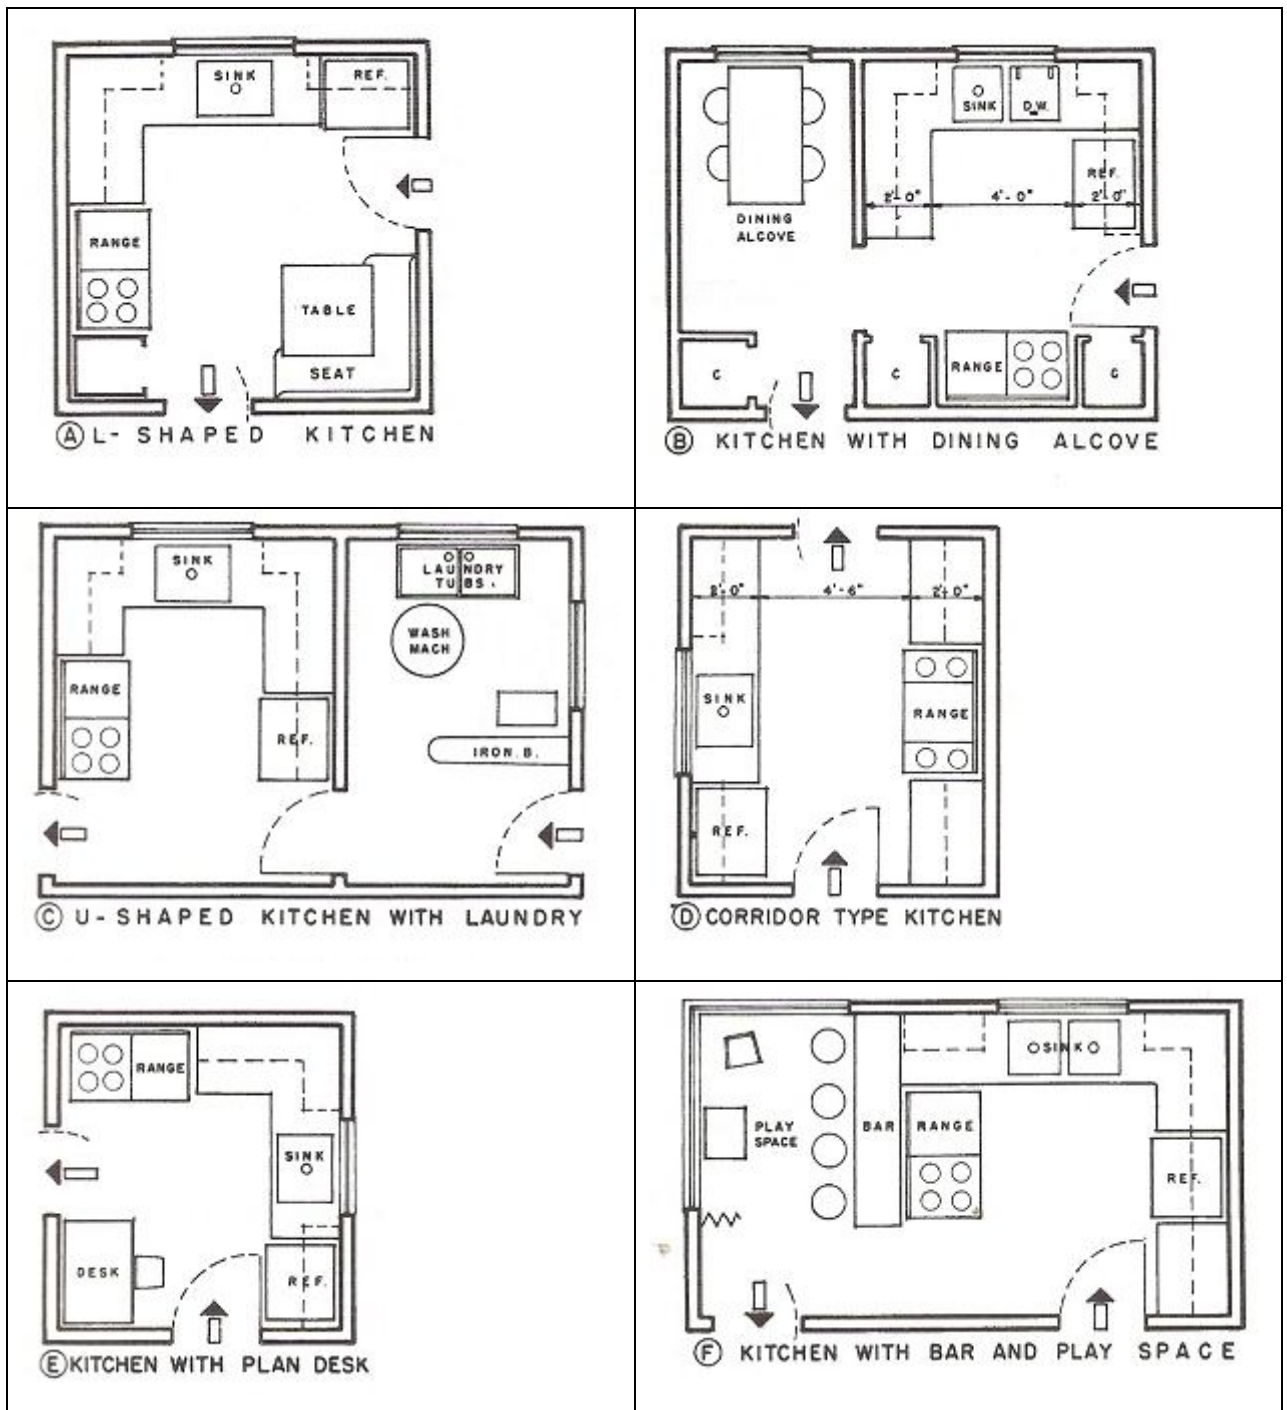 SINK
REF.
RANGE
TABLE
SEAT
A L- SHAPED KITCHEN
SINK
D.W.
REF.
2'-0" 4'-0" 2'-0"
DINING
ALCOVE
C
C
RANGE
C
B KITCHEN WITH DINING ALCOVE
SINK
RANGE
REF.
LAUNDRY
TUBS.
WASH
MACH
IRON. B.
C U-SHAPED KITCHEN WITH LAUNDRY
2'-0" 4'-6" 2'-0"
SINK
RANGE
REF.
D CORRIDOR TYPE KITCHEN
RANGE
SINK
DESK
REF.
E KITCHEN WITH PLAN DESK
SINK
PLAY
SPACE
BAR
RANGE
REF.
F KITCHEN WITH BAR AND PLAY SPACE